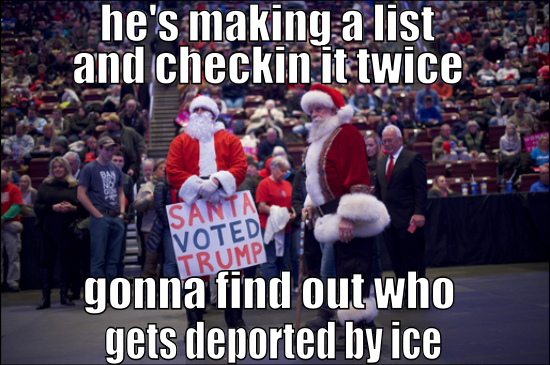 he's making a list
and checkin it twice
SANTA
VOTED
TRUMP
gonna find out who
gets deported by ice